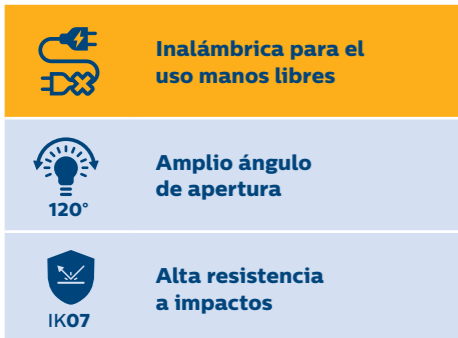 Inalámbrica para el
uso manos libres
Amplio ángulo
de apertura
120°
Alta resistencia
a impactos
IK07